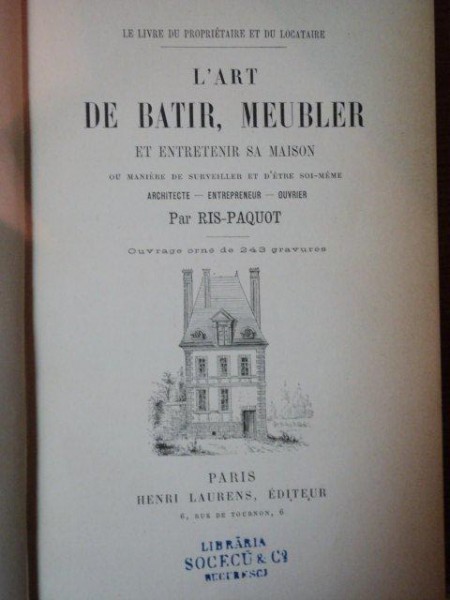 LE LIVRE DU PROPRIÉTAIRE ET DU LOCATAIRE
L'ART
DE BATIR, MEUBLER
ET ENTRETENIR SA MAISON
OU MANIÈRE DE SURVEILLER ET D'ÊTRE SOI-MÊME
ARCHITECTE — ENTREPRENEUR — OUVRIER
Par RIS-PAQUOT
Ouvrage orné de 243 gravures
PARIS
HENRI LAURENS, ÉDITEUR
6, RUE DE TOURNON, 6
LIBRĂRIA
SOCECŬ & Cº
BUCURESCI